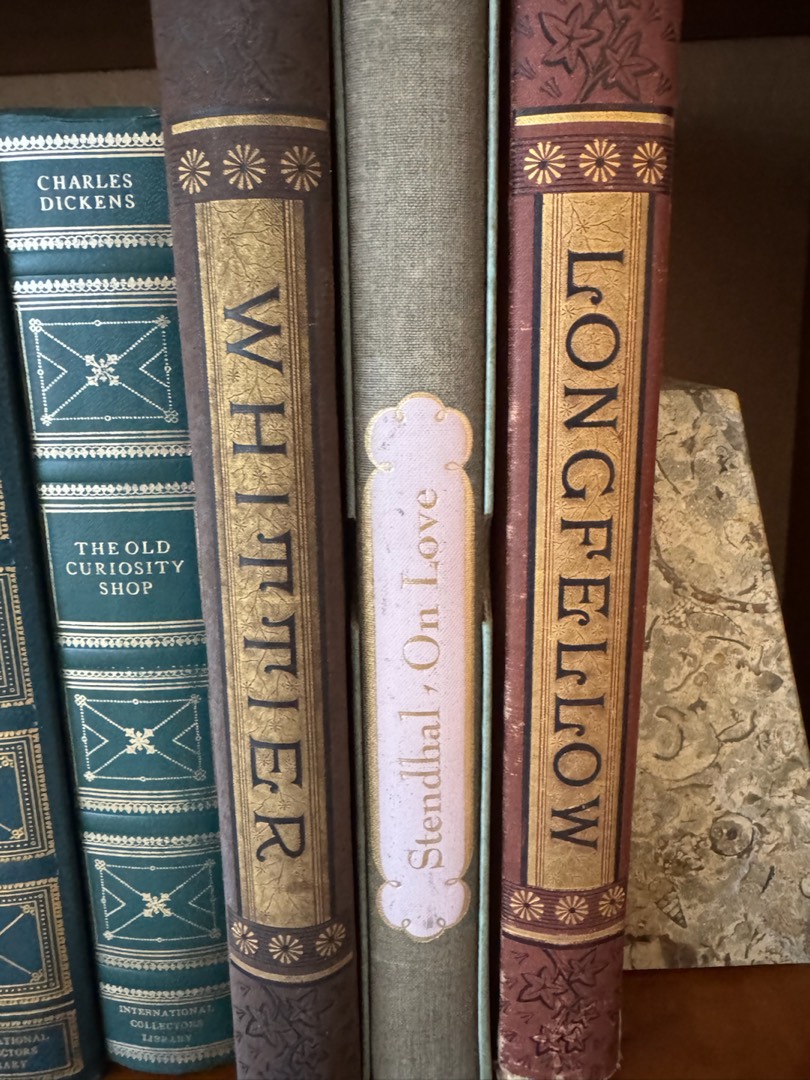 CHARLES
DICKENS
THE OLD
CURIOSITY
SHOP
INTERNATIONAL
COLLECTORS
LIBRARY
WHITTIER
Stendhal , On Love
LONGFELLOW